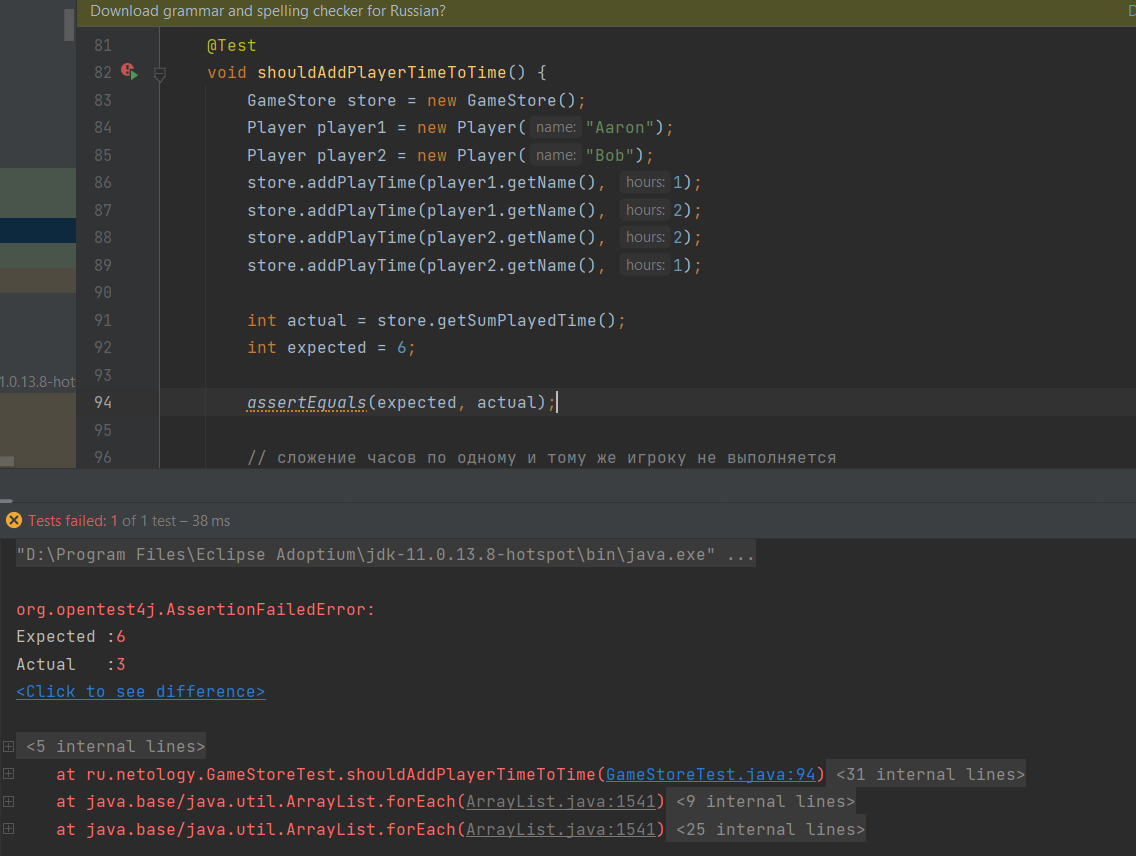 Download grammar and spelling checker for Russian?
81 @Test
82 void shouldAddPlayerTimeToTime() {
83 GameStore store = new GameStore();
84 Player player1 = new Player( name: "Aaron");
85 Player player2 = new Player( name: "Bob");
86 store.addPlayTime(player1.getName(), hours: 1);
87 store.addPlayTime(player1.getName(), hours: 2);
88 store.addPlayTime(player2.getName(), hours: 2);
89 store.addPlayTime(player2.getName(), hours: 1);
90
91 int actual = store.getSumPlayedTime();
92 int expected = 6;
93
1.0.13.8-hot
94 assertEquals(expected, actual);
95
96 // сложение часов по одному и тому же игроку не выполняется
Tests failed: 1 of 1 test – 38 ms
"D:\Program Files\Eclipse Adoptium\jdk-11.0.13.8-hotspot\bin\java.exe" ...
org.opentest4j.AssertionFailedError:
Expected :6
Actual :3
<Click to see difference>
<5 internal lines>
at ru.netology.GameStoreTest.shouldAddPlayerTimeToTime(GameStoreTest.java:94) <31 internal lines>
at java.base/java.util.ArrayList.forEach(ArrayList.java:1541) <9 internal lines>
at java.base/java.util.ArrayList.forEach(ArrayList.java:1541) <25 internal lines>